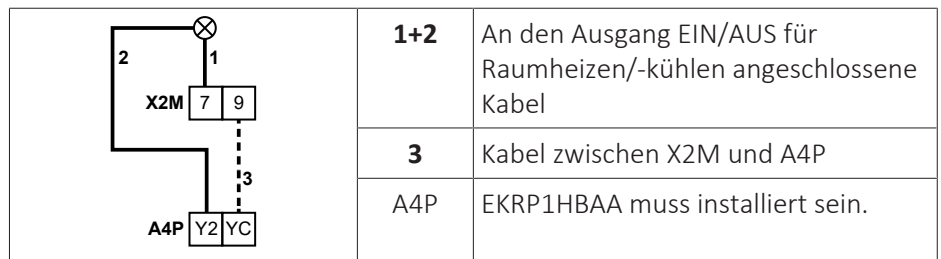 2
1
X2M 7 9
3
A4P Y2 YC
1+2 An den Ausgang EIN/AUS für
Raumheizen/-kühlen angeschlossene
Kabel
3 Kabel zwischen X2M und A4P
A4P EKRP1HBAA muss installiert sein.